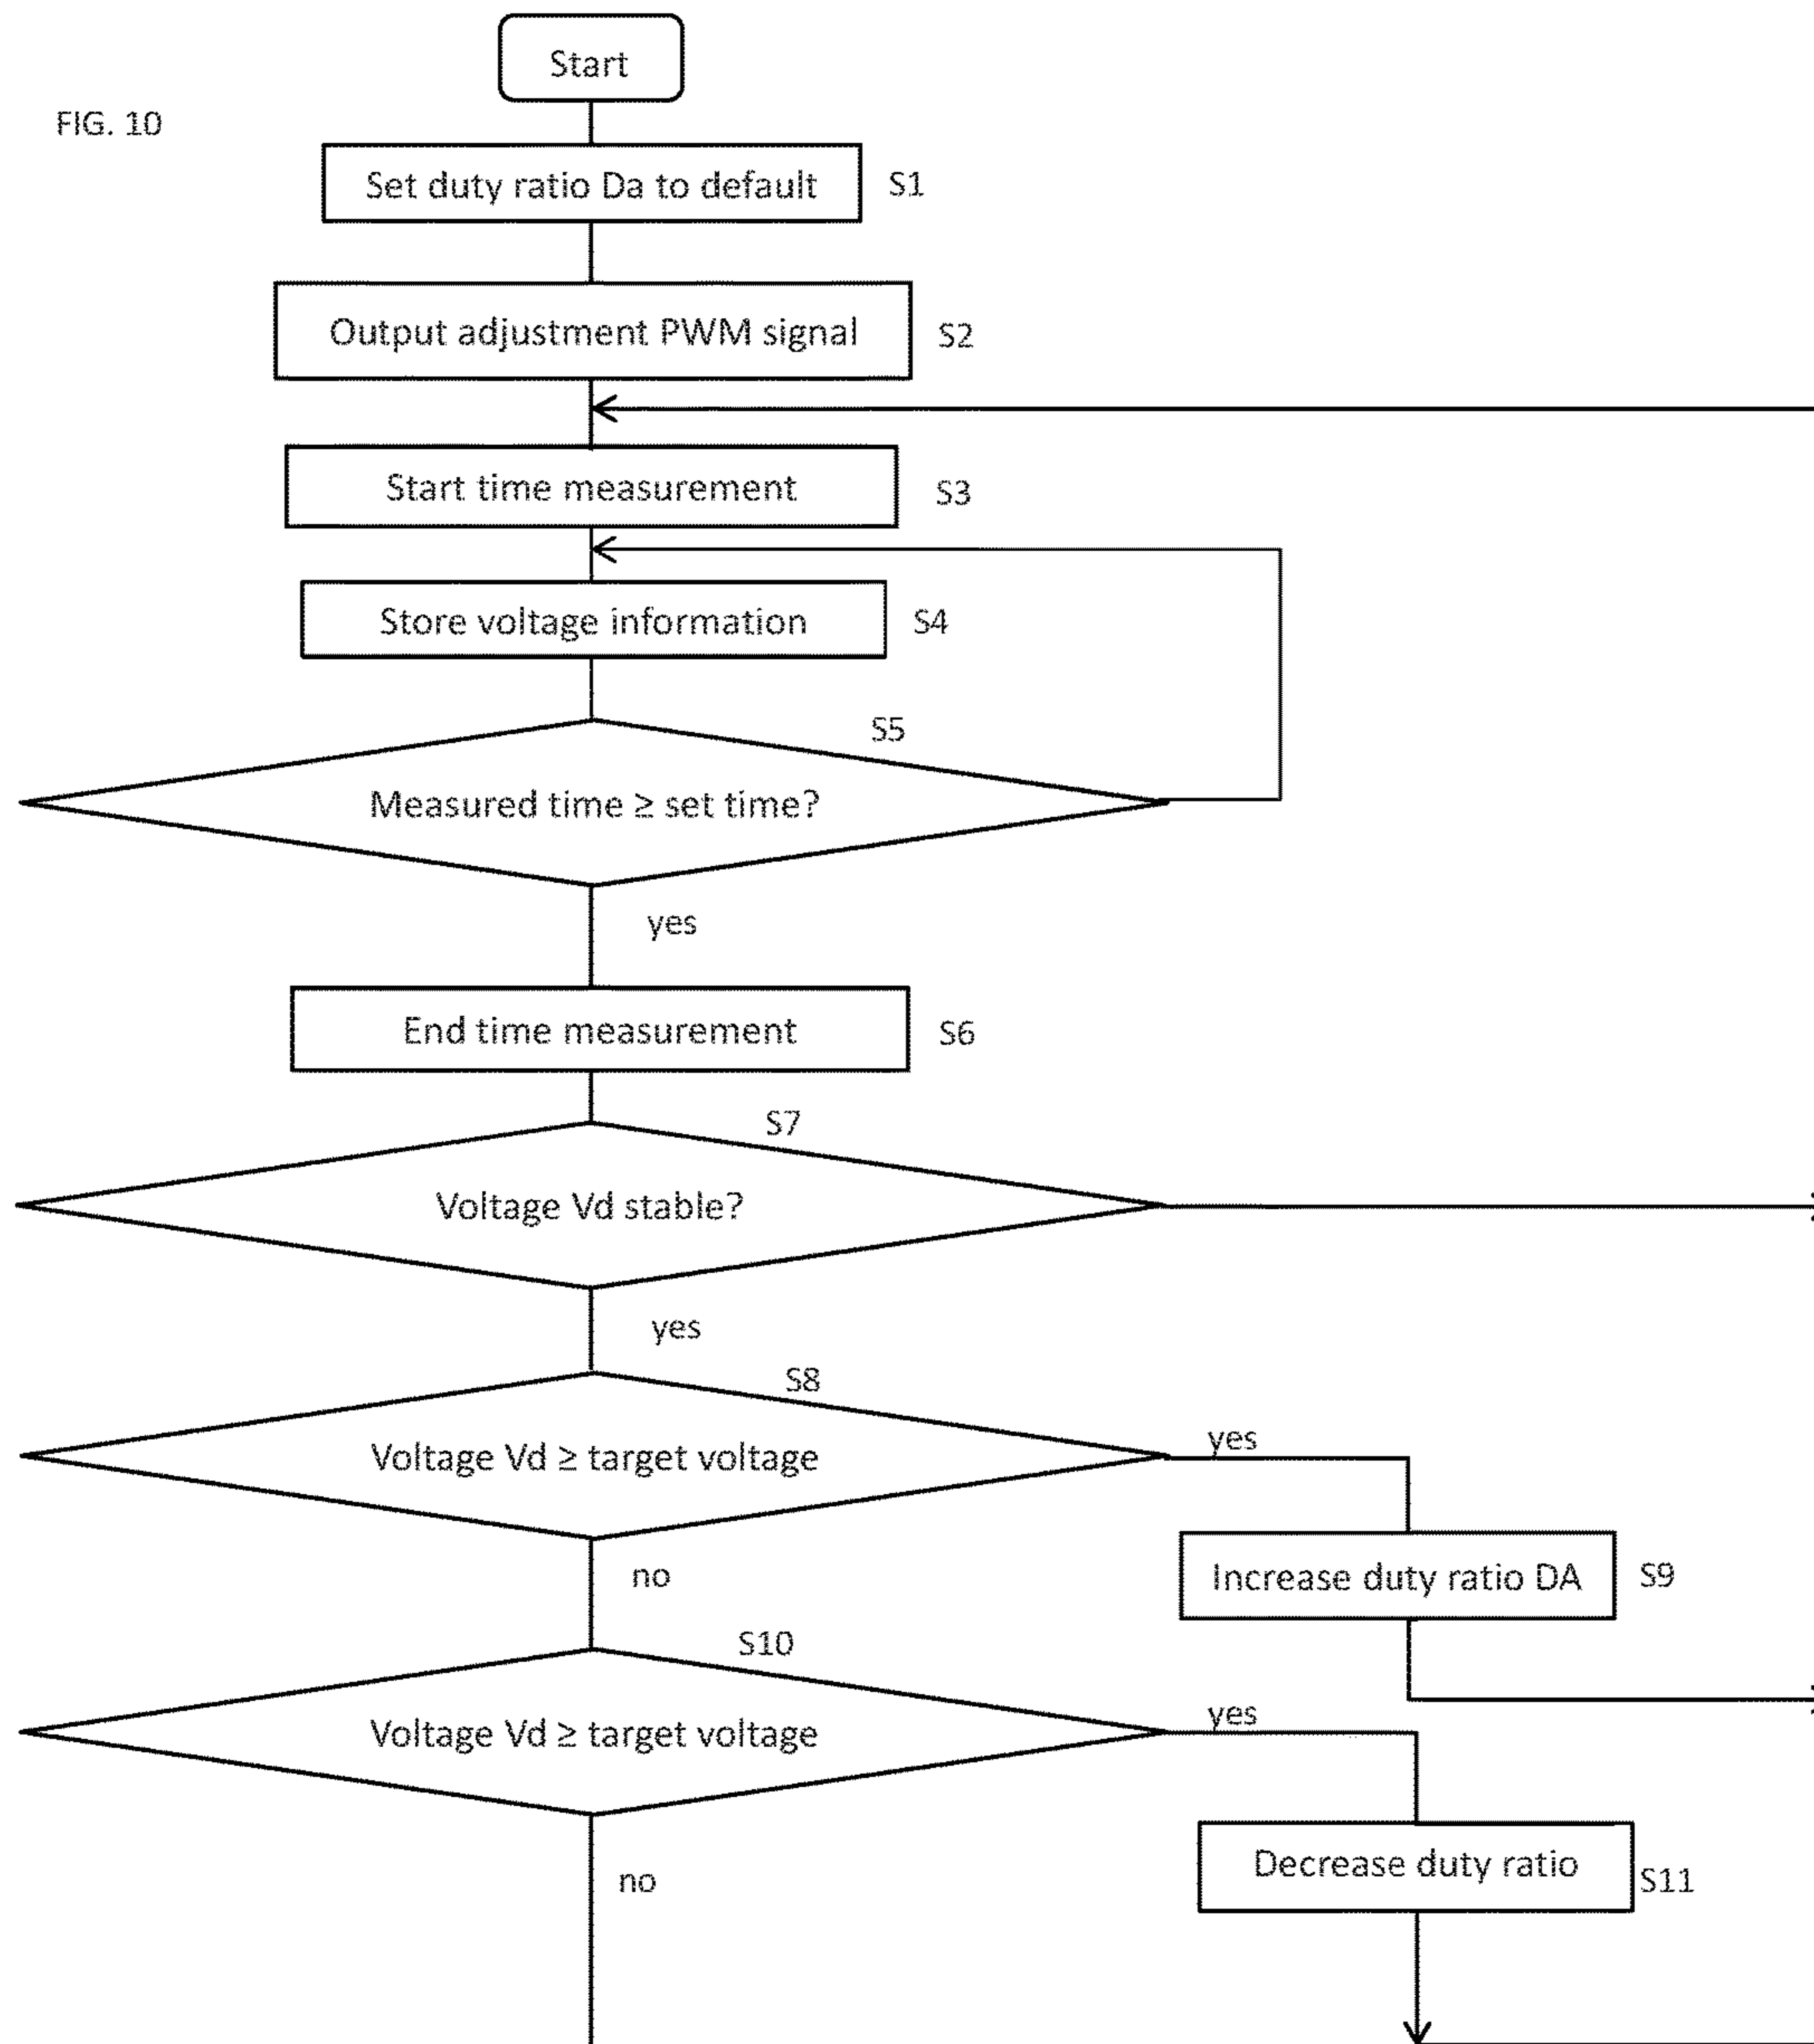 Start
FIG. 10
Set duty ratio Da to default
S1
Output adjustment PWM signal
S2
Start time measurement
S3
Store voltage information
S4
S5
Measured time ≥ set time?
yes
End time measurement
S6
S7
Voltage Vd stable?
yes
S8
Voltage Vd ≥ target voltage
yes
no
Increase duty ratio DA
S9
S10
Voltage Vd ≥ target voltage
yes
no
Decrease duty ratio
S11